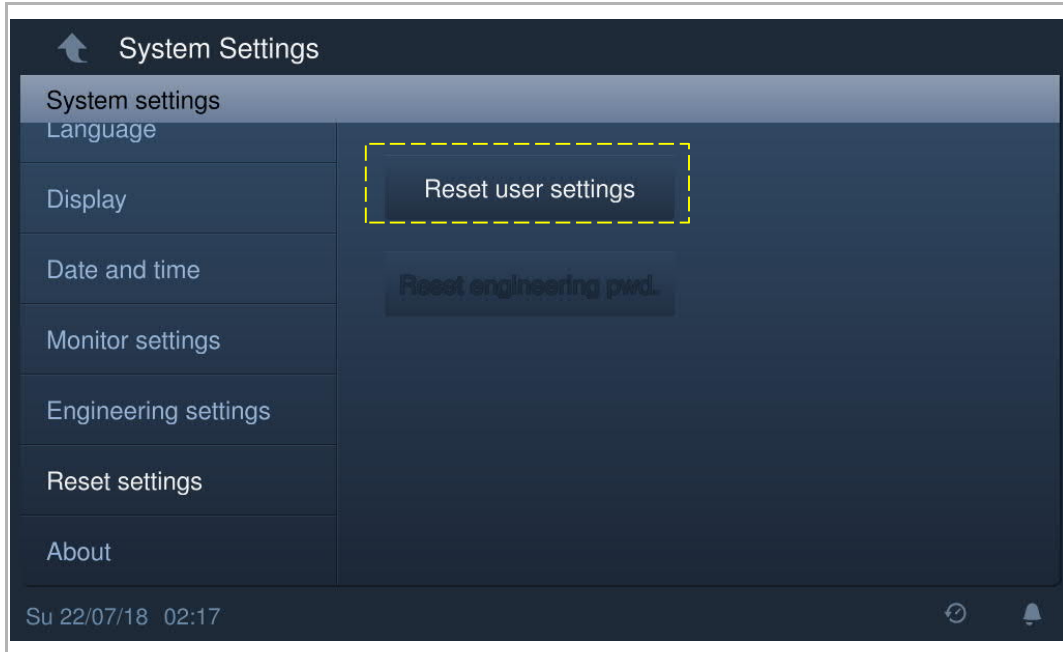 System Settings
System settings
Language
Display
Date and time
Monitor settings
Engineering settings
Reset settings
About
Reset user settings
Reset engineering pwd.
Su 22/07/18 02:17